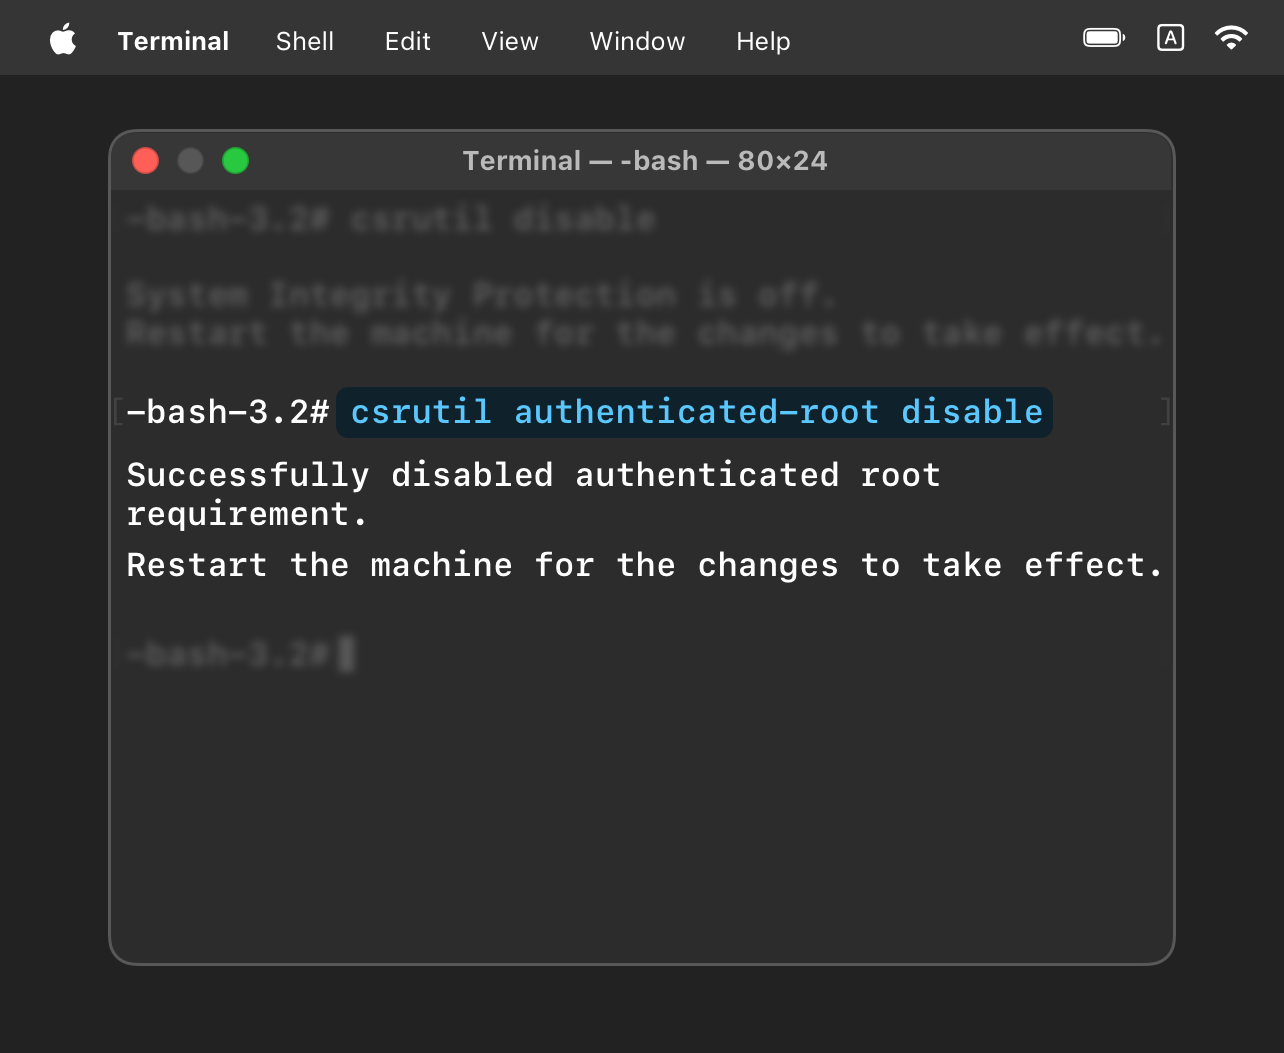 Terminal Shell Edit View Window Help A
Terminal — -bash — 80×24
-bash-3.2# csrutil disable
System Integrity Protection is off.
Restart the machine for the changes to take effect.
[-bash-3.2# csrutil authenticated-root disable ]
Successfully disabled authenticated root
requirement.
Restart the machine for the changes to take effect.
-bash-3.2#